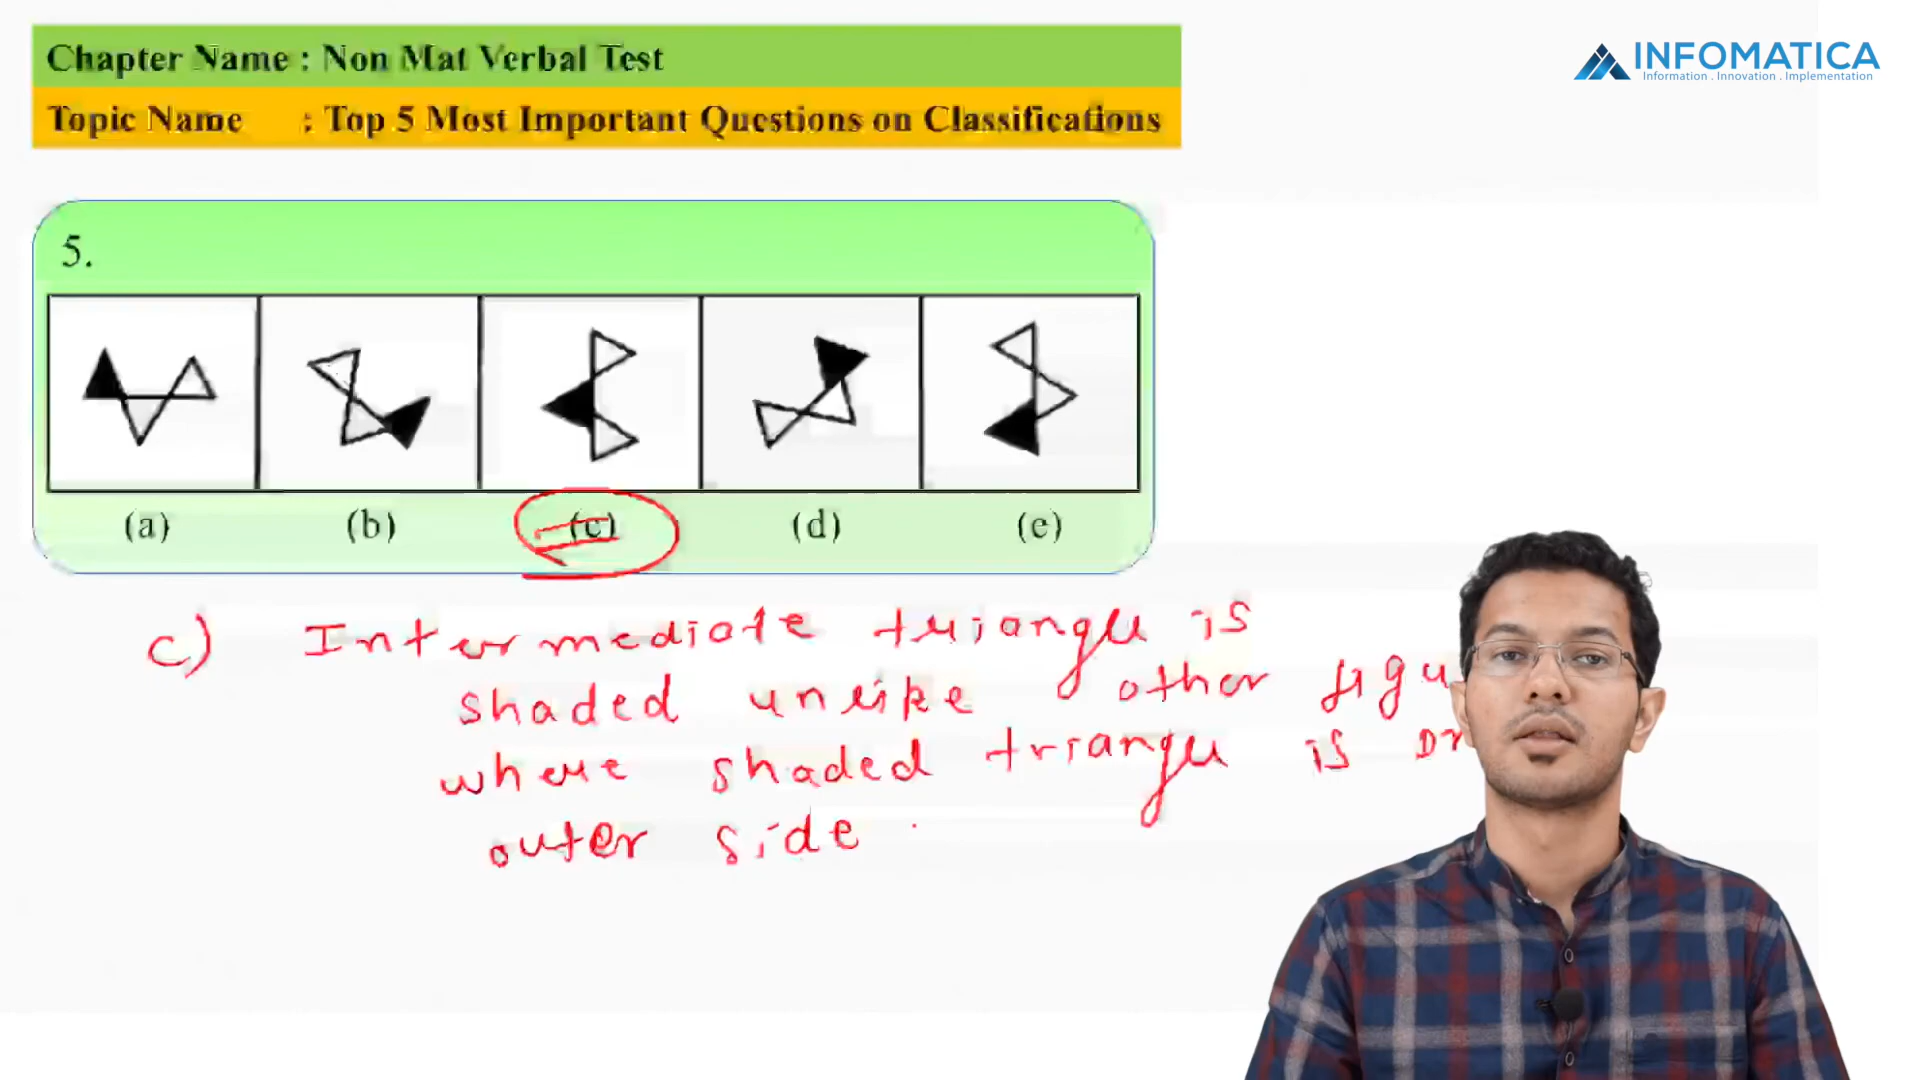 Chapter Name : Non Mat Verbal Test
INFOMATICA
Information . Innovation . Implementation
Topic Name : Top 5 Most Important Questions on Classifications
5.
(a) (b) (c) (d) (e)
c) Intermediate triangle is
shaded unlike other
where shaded triangle is
outer side .